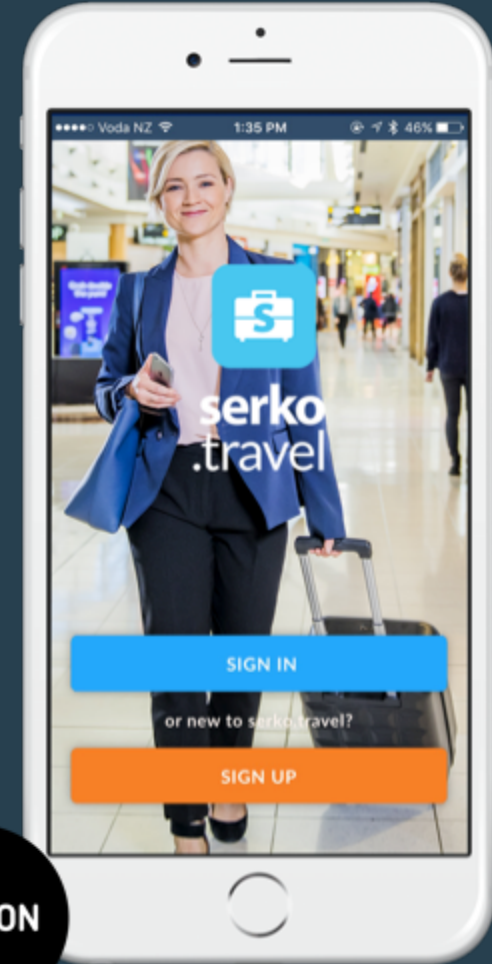 Voda NZ 1:35 PM 46%
S
serko
.travel
SIGN IN
or new to serko.travel?
SIGN UP
ON